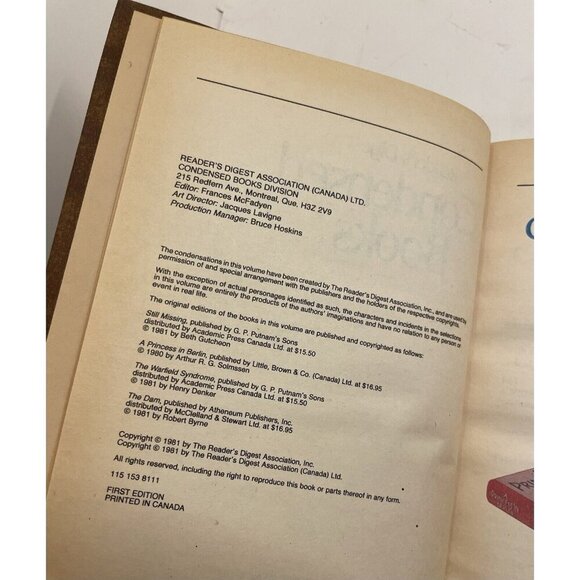 READER'S DIGEST ASSOCIATION (CANADA) LTD.
CONDENSED BOOKS DIVISION
215 Redfern Ave., Montreal, Que. H3Z 2V9
Editor: Frances McFadyen
Art Director: Jacques Lavigne
Production Manager: Bruce Hoskins
The condensations in this volume have been created by The Reader's Digest Association, Inc., and are used by
permission of and special arrangement with the publishers and the holders of the respective copyrights.
With the exception of actual personages identified as such, the characters and incidents in the selections
in this volume are entirely the products of the authors' imaginations and have no relation to any person or
event in real life.
The original editions of the books in this volume are published and copyrighted as follows:
Still Missing, published by G. P. Putnam's Sons
distributed by Academic Press Canada Ltd. at $15.50
© 1981 by Beth Gutcheon
A Princess in Berlin, published by Little, Brown & Co. (Canada) Ltd. at $16.95
© 1980 by Arthur R. G. Solmssen
The Warfield Syndrome, published by G. P. Putnam's Sons
distributed by Academic Press Canada Ltd. at $15.50
© 1981 by Henry Denker
The Dam, published by Atheneum Publishers, Inc.
distributed by McClelland & Stewart Ltd. at $16.95
© 1981 by Robert Byrne
Copyright © 1981 by The Reader's Digest Association, Inc.
Copyright © 1981 by The Reader's Digest Association (Canada) Ltd.
All rights reserved, including the right to reproduce this book or parts thereof in any form.
115 153 8111
FIRST EDITION
PRINTED IN CANADA